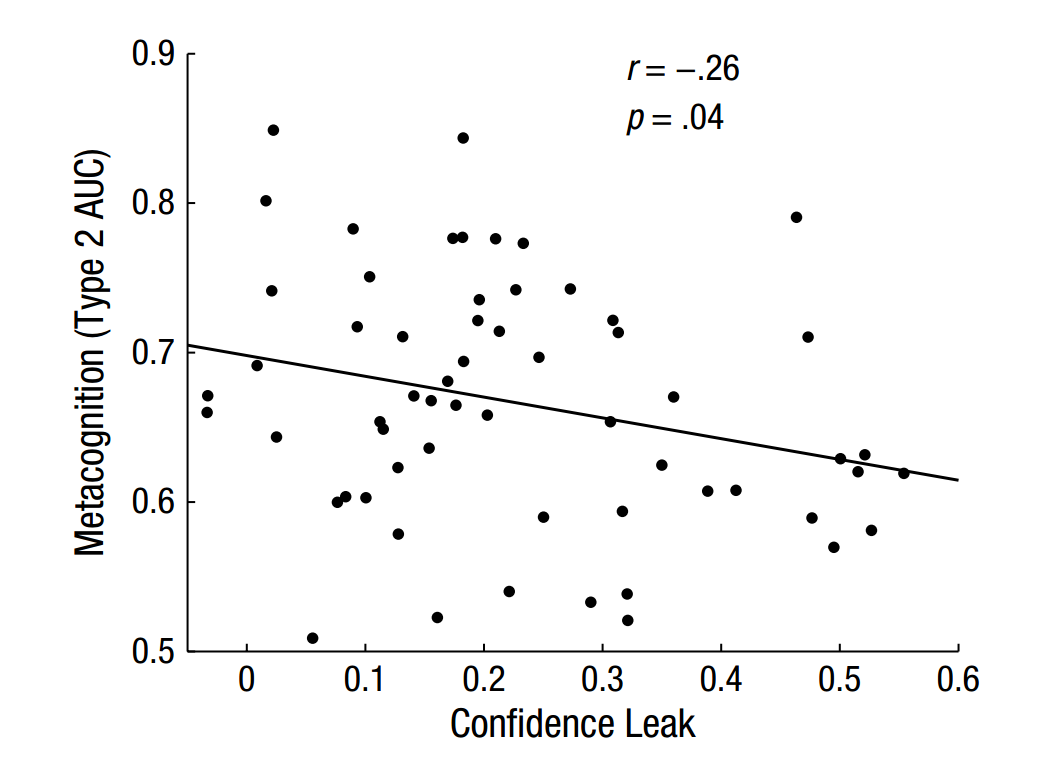 0.9
0.8
0.7
0.6
0.5
Metacognition (Type 2 AUC)
r = –.26
p = .04
0 0.1 0.2 0.3 0.4 0.5 0.6
Confidence Leak